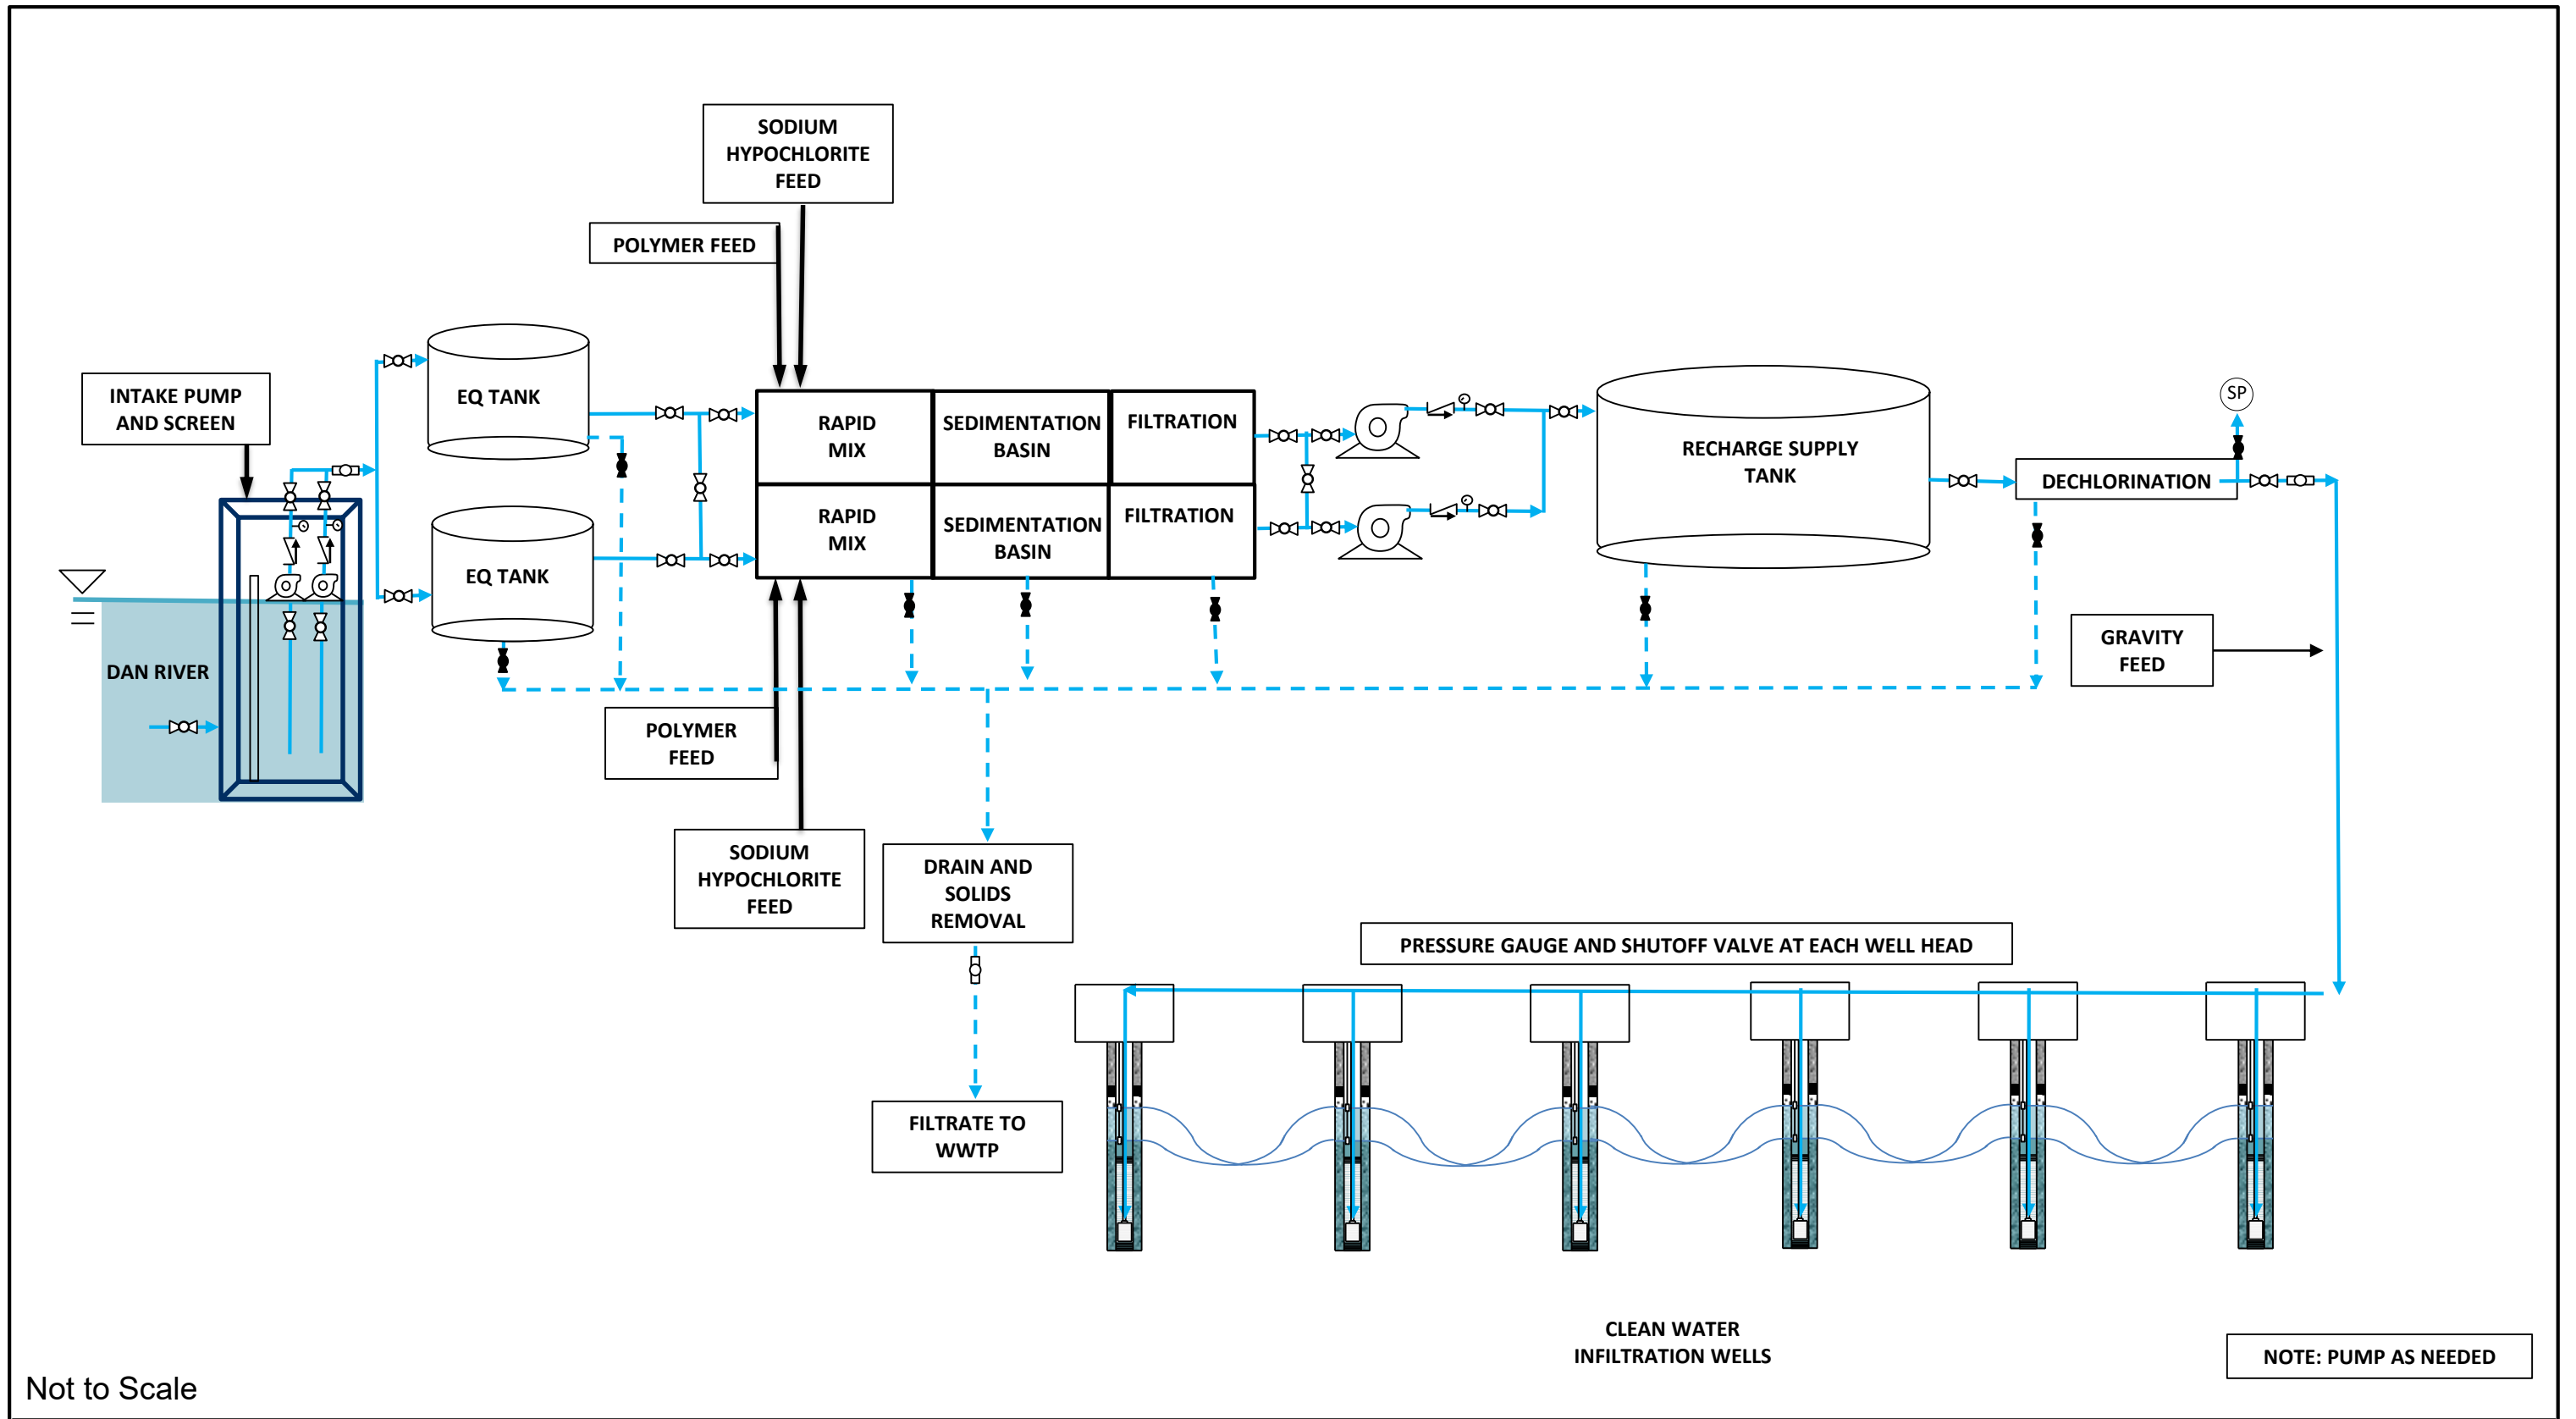 SODIUM
HYPOCHLORITE
FEED
POLYMER FEED
INTAKE PUMP
AND SCREEN
EQ TANK
EQ TANK
RAPID
MIX
SEDIMENTATION
BASIN
FILTRATION
RAPID
MIX
SEDIMENTATION
BASIN
FILTRATION
RECHARGE SUPPLY
TANK
SP
DECHLORINATION
GRAVITY
FEED
DAN RIVER
POLYMER
FEED
SODIUM
HYPOCHLORITE
FEED
DRAIN AND
SOLIDS
REMOVAL
PRESSURE GAUGE AND SHUTOFF VALVE AT EACH WELL HEAD
FILTRATE TO
WWTP
CLEAN WATER
INFILTRATION WELLS
NOTE: PUMP AS NEEDED
Not to Scale